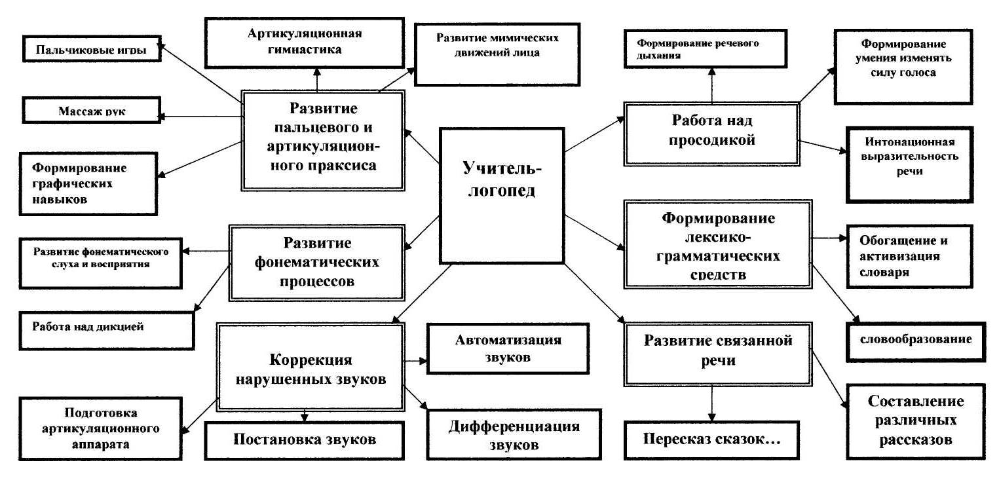 Пальчиковые игры
Артикуляционная
гимнастика
Развитие мимических
движений лица
Формирование речевого
дыхания
Формирование
умения изменять
силу голоса
Массаж рук
Развитие
пальцевого и
артикуляцион-
ного праксиса
Работа над
просодикой
Интонационная
выразительность
речи
Формирование
графических
навыков
Учитель-
логопед
Формирование
лексико-
грамматических
средств
Обогащение и
активизация
словаря
Развитие фонематического
слуха и восприятия
Развитие
фонематических
процессов
Работа над дикцией
Коррекция
нарушенных звуков
Автоматизация
звуков
Развитие связанной
речи
словообразование
Подготовка
артикуляционного
аппарата
Постановка звуков
Дифференциация
звуков
Пересказ сказок…
Составление
различных
рассказов